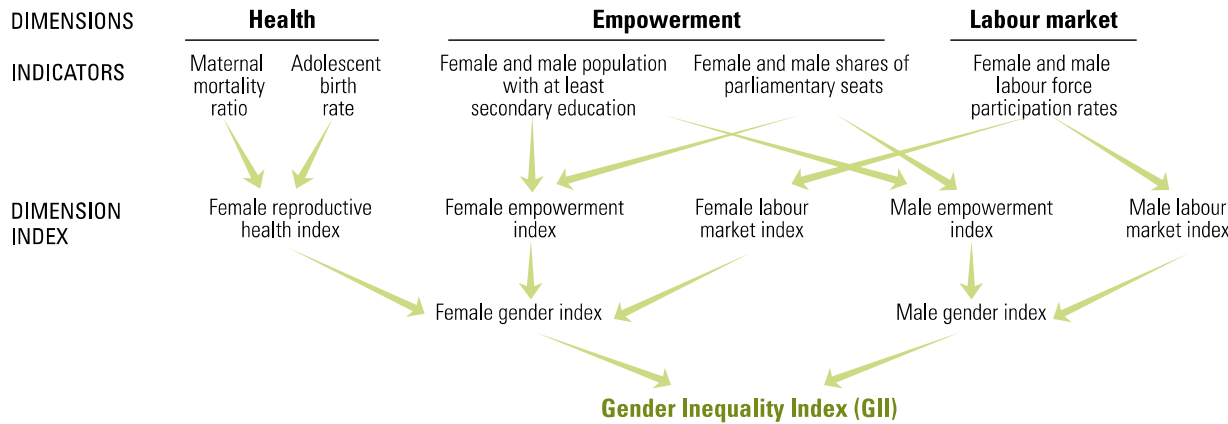 DIMENSIONS
Health
Empowerment
Labour market
INDICATORS
Maternal
mortality
ratio
Adolescent
birth
rate
Female and male population
with at least
secondary education
Female and male shares of
parliamentary seats
Female and male
labour force
participation rates
DIMENSION
INDEX
Female reproductive
health index
Female empowerment
index
Female labour
market index
Male empowerment
index
Male labour
market index
Female gender index
Male gender index
Gender Inequality Index (GII)